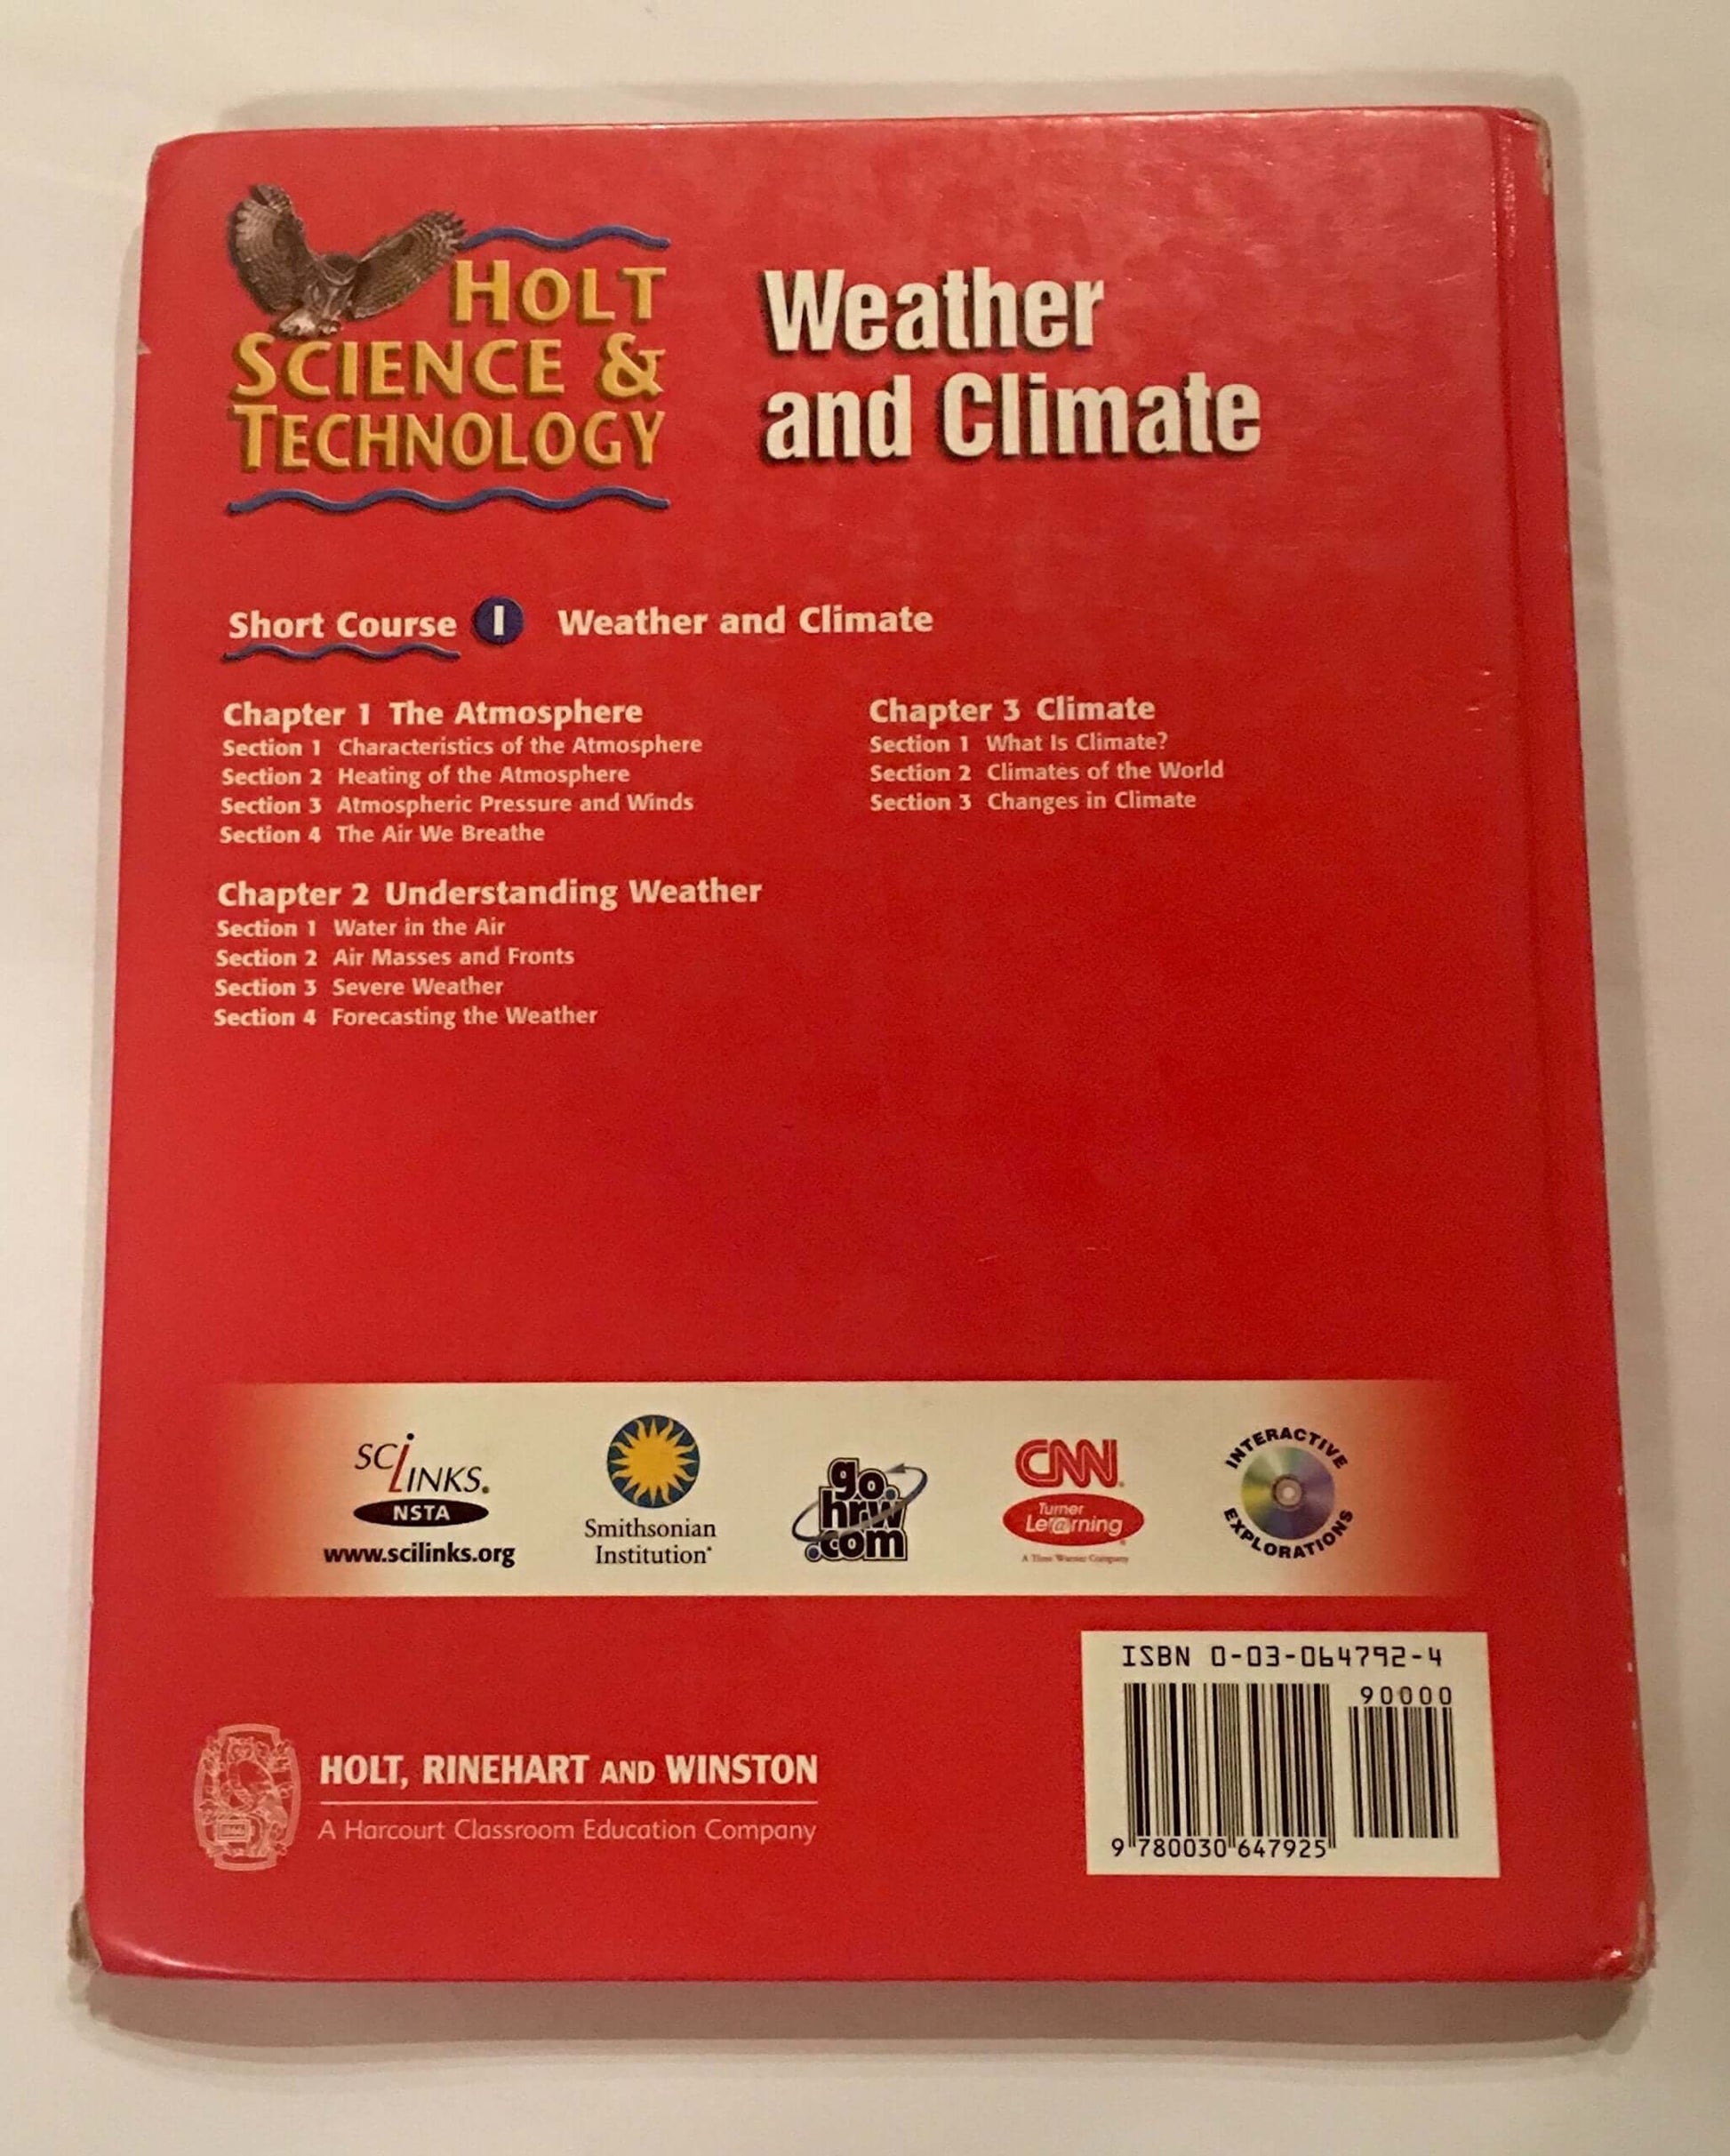 HOLT
SCIENCE &
TECHNOLOGY
Weather
and Climate
Short Course I Weather and Climate
Chapter 1 The Atmosphere
Section 1 Characteristics of the Atmosphere
Section 2 Heating of the Atmosphere
Section 3 Atmospheric Pressure and Winds
Section 4 The Air We Breathe
Chapter 2 Understanding Weather
Section 1 Water in the Air
Section 2 Air Masses and Fronts
Section 3 Severe Weather
Section 4 Forecasting the Weather
Chapter 3 Climate
Section 1 What Is Climate?
Section 2 Climates of the World
Section 3 Changes in Climate
SCiLINKS.
NSTA
www.scilinks.org
Smithsonian
Institution®
go.
hrw
.com
CNN
Turner
Le@rning
A Time Warner Company
INTERACTIVE
EXPLORATIONS
ISBN 0-03-064792-4
90000
9 780030 647925
HOLT, RINEHART AND WINSTON
A Harcourt Classroom Education Company